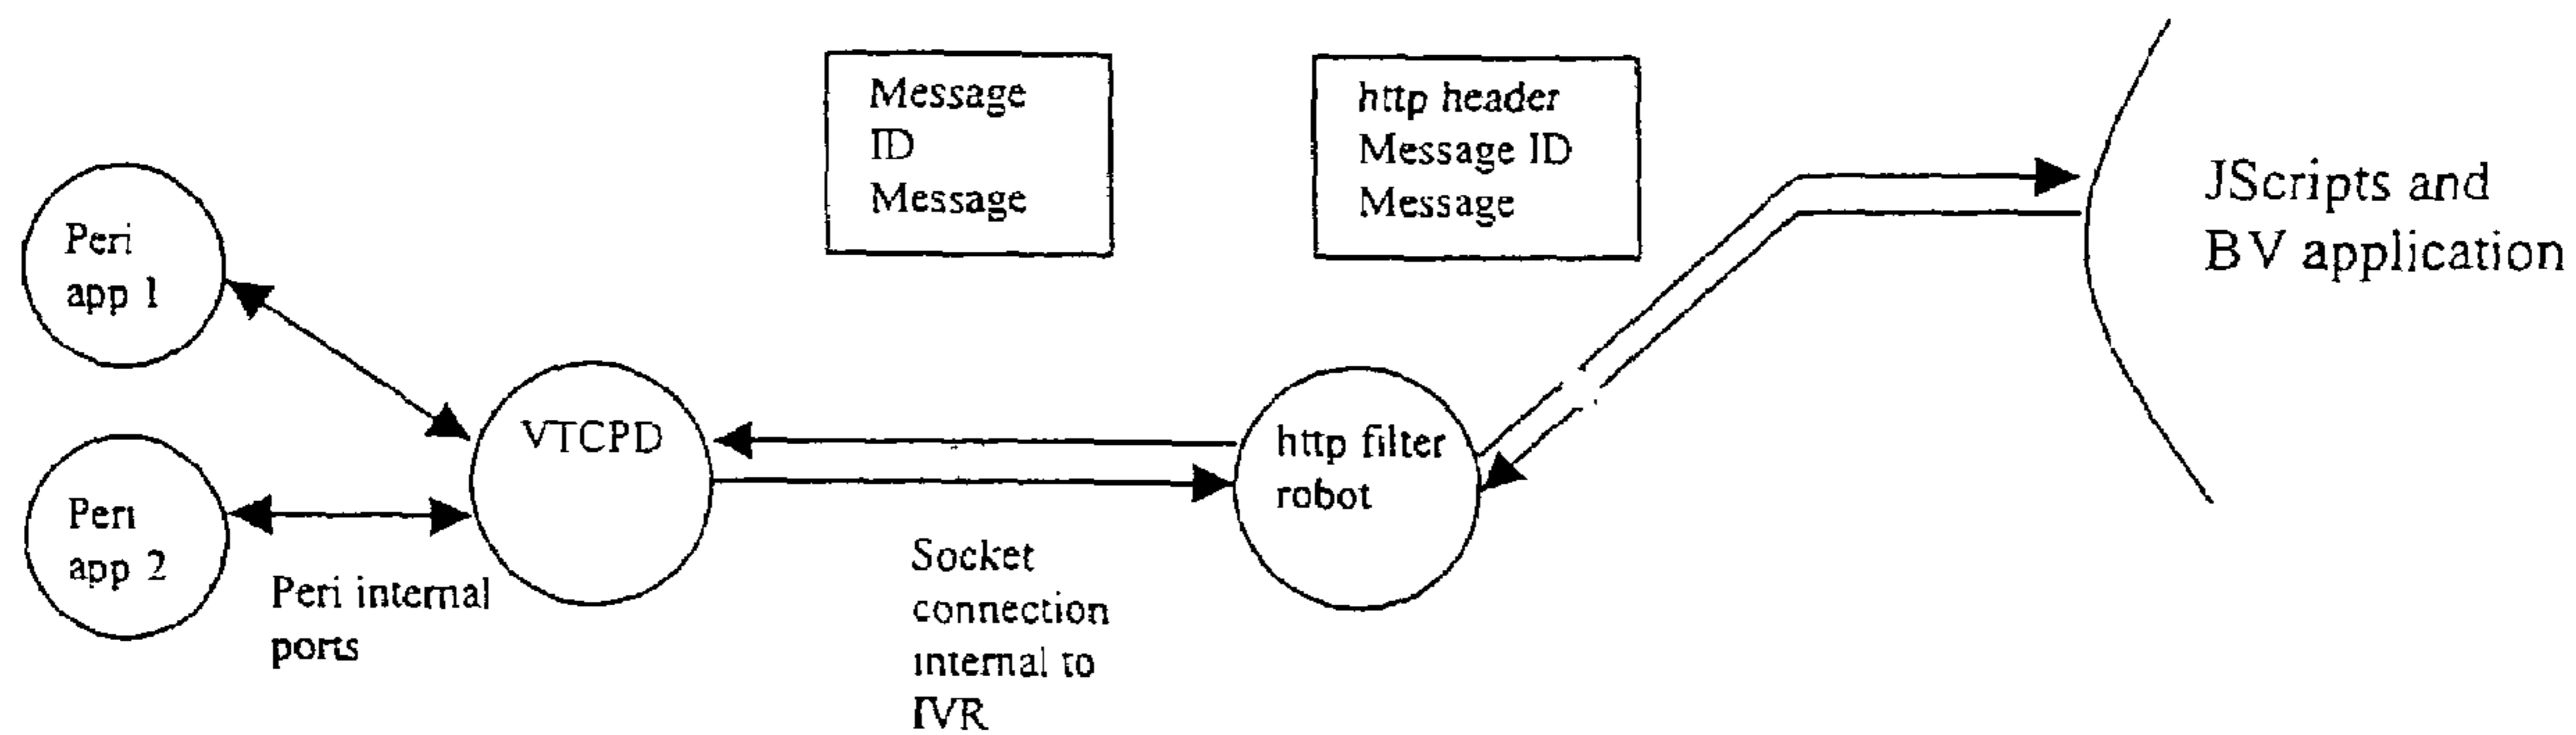 Message
ID
Message
http header
Message ID
Message
JScripts and
BV application
Peri
app 1
VTCPD
http filter
robot
Peri
app 2
Peri internal
ports
Socket
connection
internal to
IVR